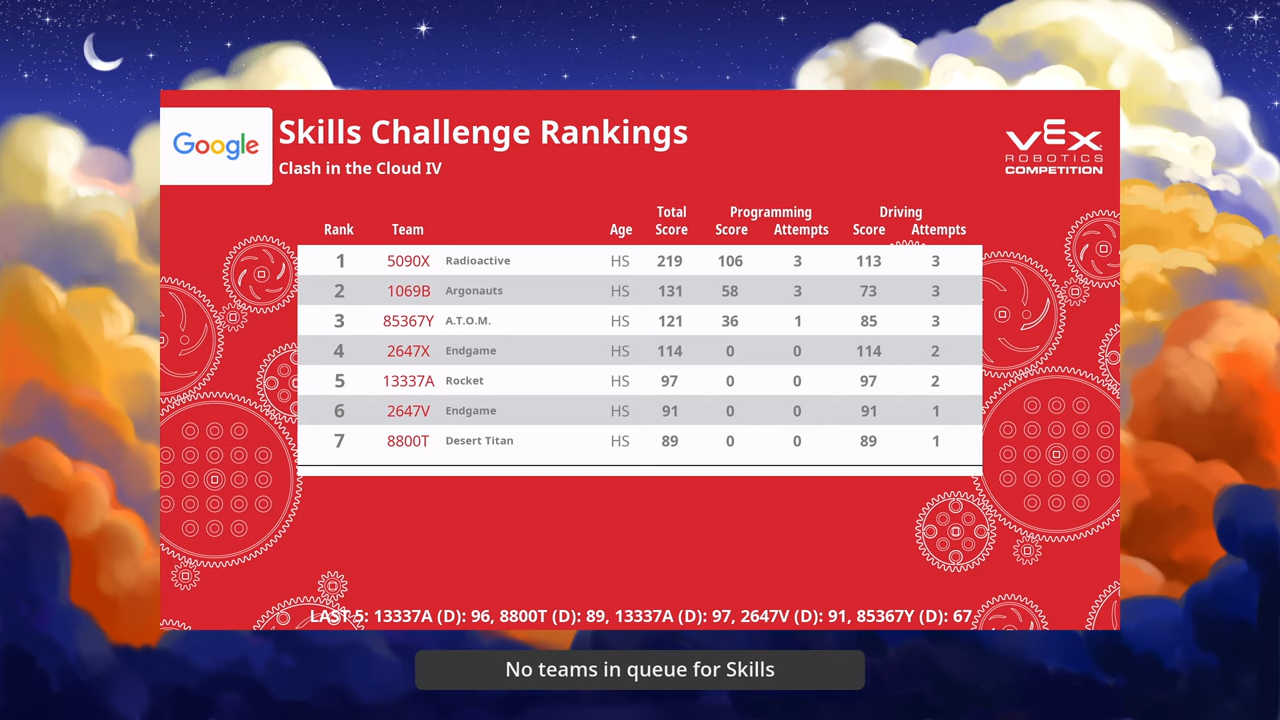 Google
Skills Challenge Rankings
Clash in the Cloud IV
VEX
ROBOTICS
COMPETITION
Total Programming Driving
Rank Team Age Score Score Attempts Score Attempts
1 5090X Radioactive HS 219 106 3 113 3
2 1069B Argonauts HS 131 58 3 73 3
3 85367Y A.T.O.M. HS 121 36 1 85 3
4 2647X Endgame HS 114 0 0 114 2
5 13337A Rocket HS 97 0 0 97 2
6 2647V Endgame HS 91 0 0 91 1
7 8800T Desert Titan HS 89 0 0 89 1
LAST 5: 13337A (D): 96, 8800T (D): 89, 13337A (D): 97, 2647V (D): 91, 85367Y (D): 67
No teams in queue for Skills